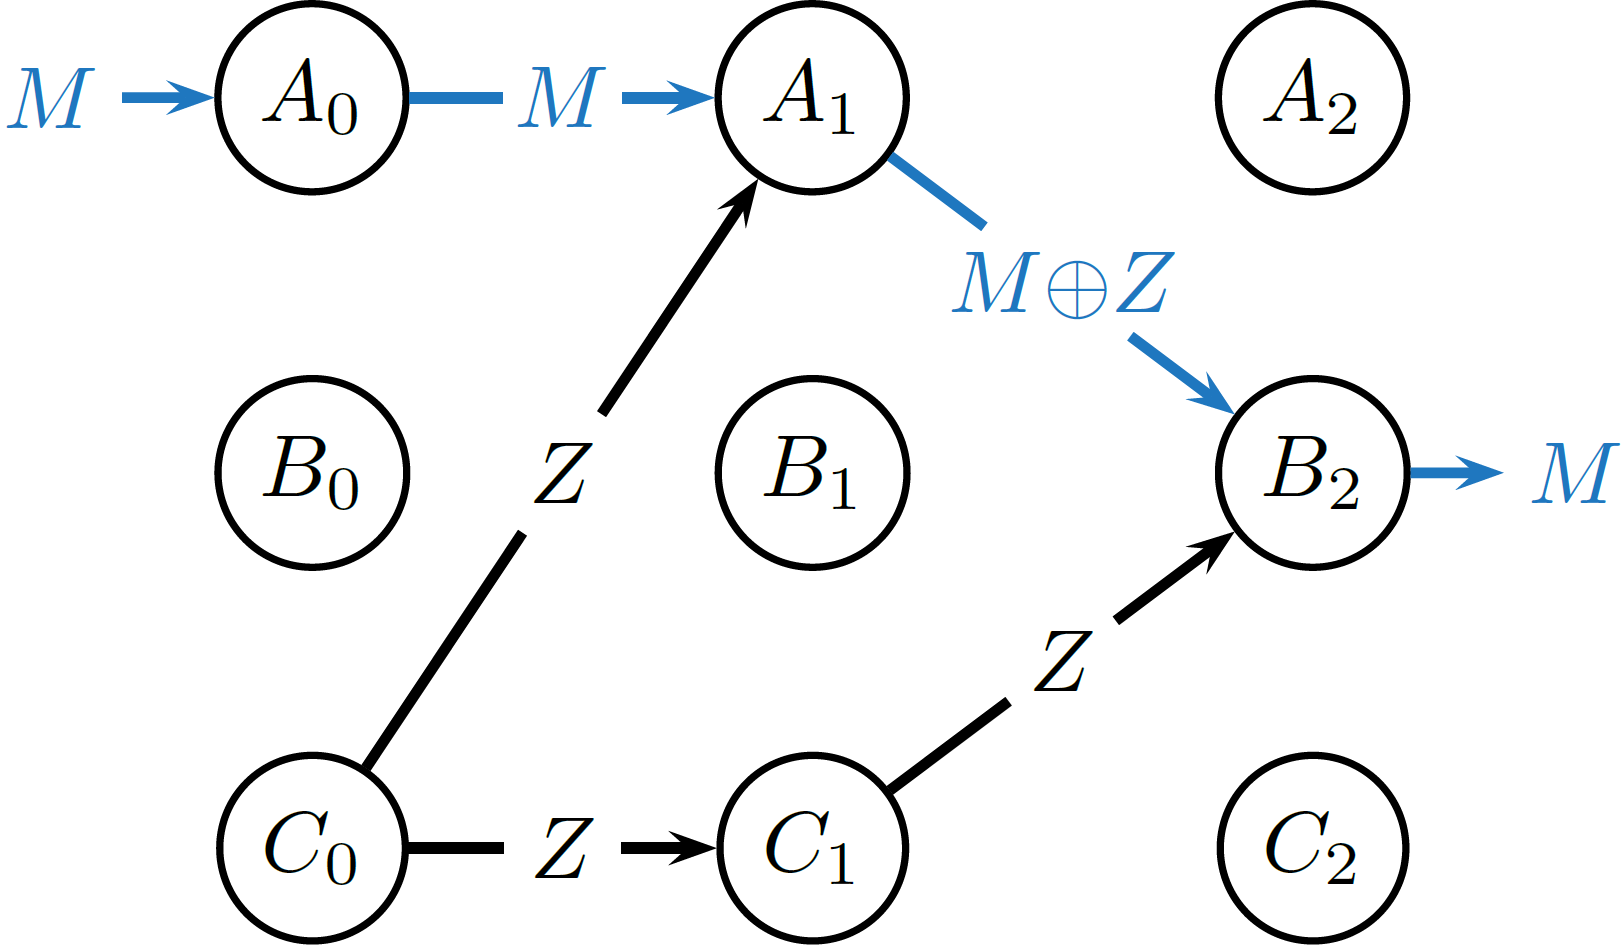 M A₀ M A₁ A₂
M⊕Z
B₀ Z B₁ B₂ M
Z
C₀ Z C₁ C₂